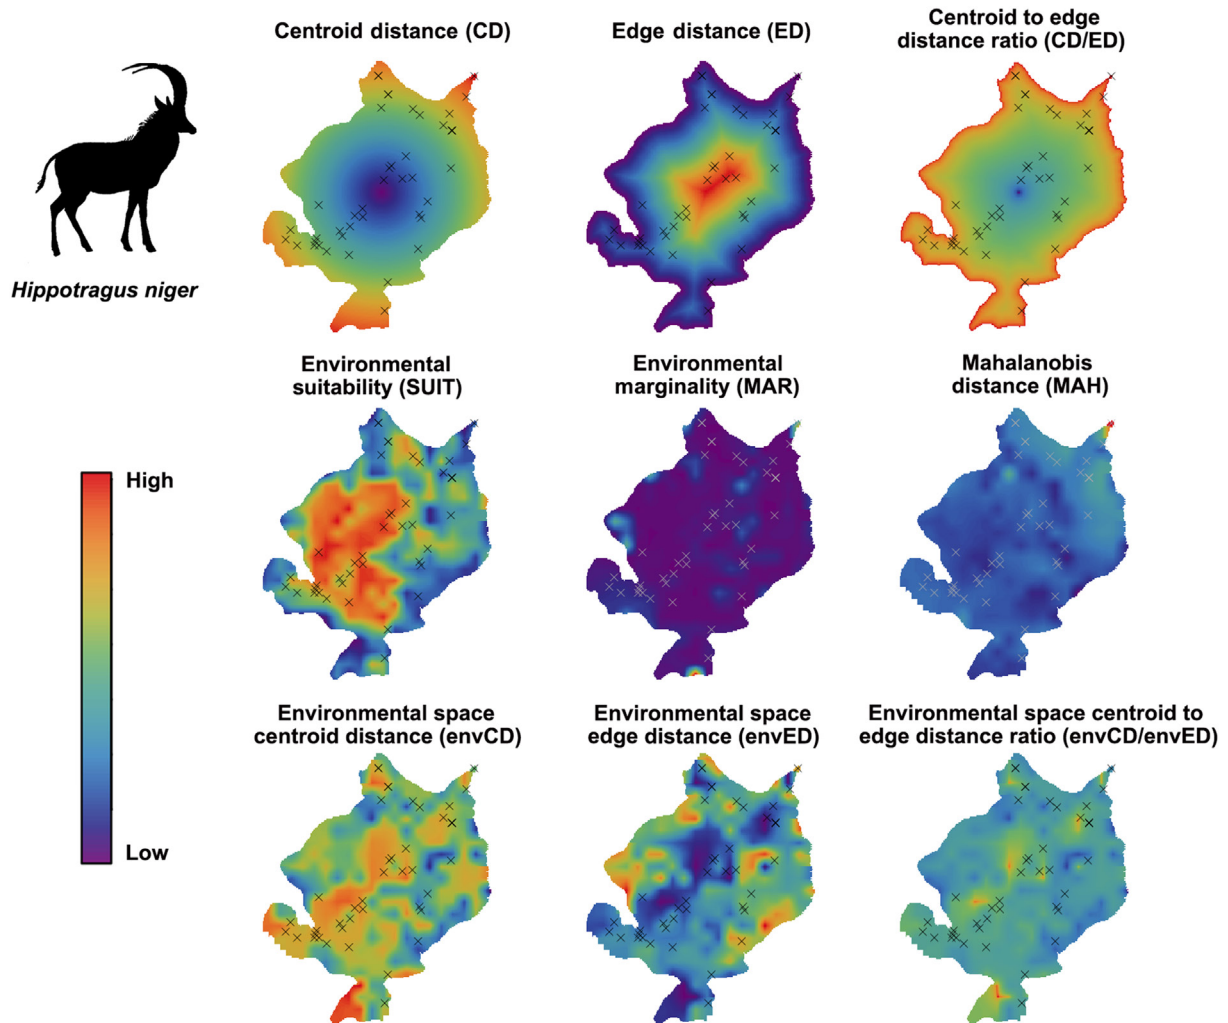 Centroid distance (CD)
Edge distance (ED)
Centroid to edge
distance ratio (CD/ED)
Hippotragus niger
Environmental
suitability (SUIT)
Environmental
marginality (MAR)
Mahalanobis
distance (MAH)
High
Low
Environmental space
centroid distance (envCD)
Environmental space
edge distance (envED)
Environmental space centroid to
edge distance ratio (envCD/envED)